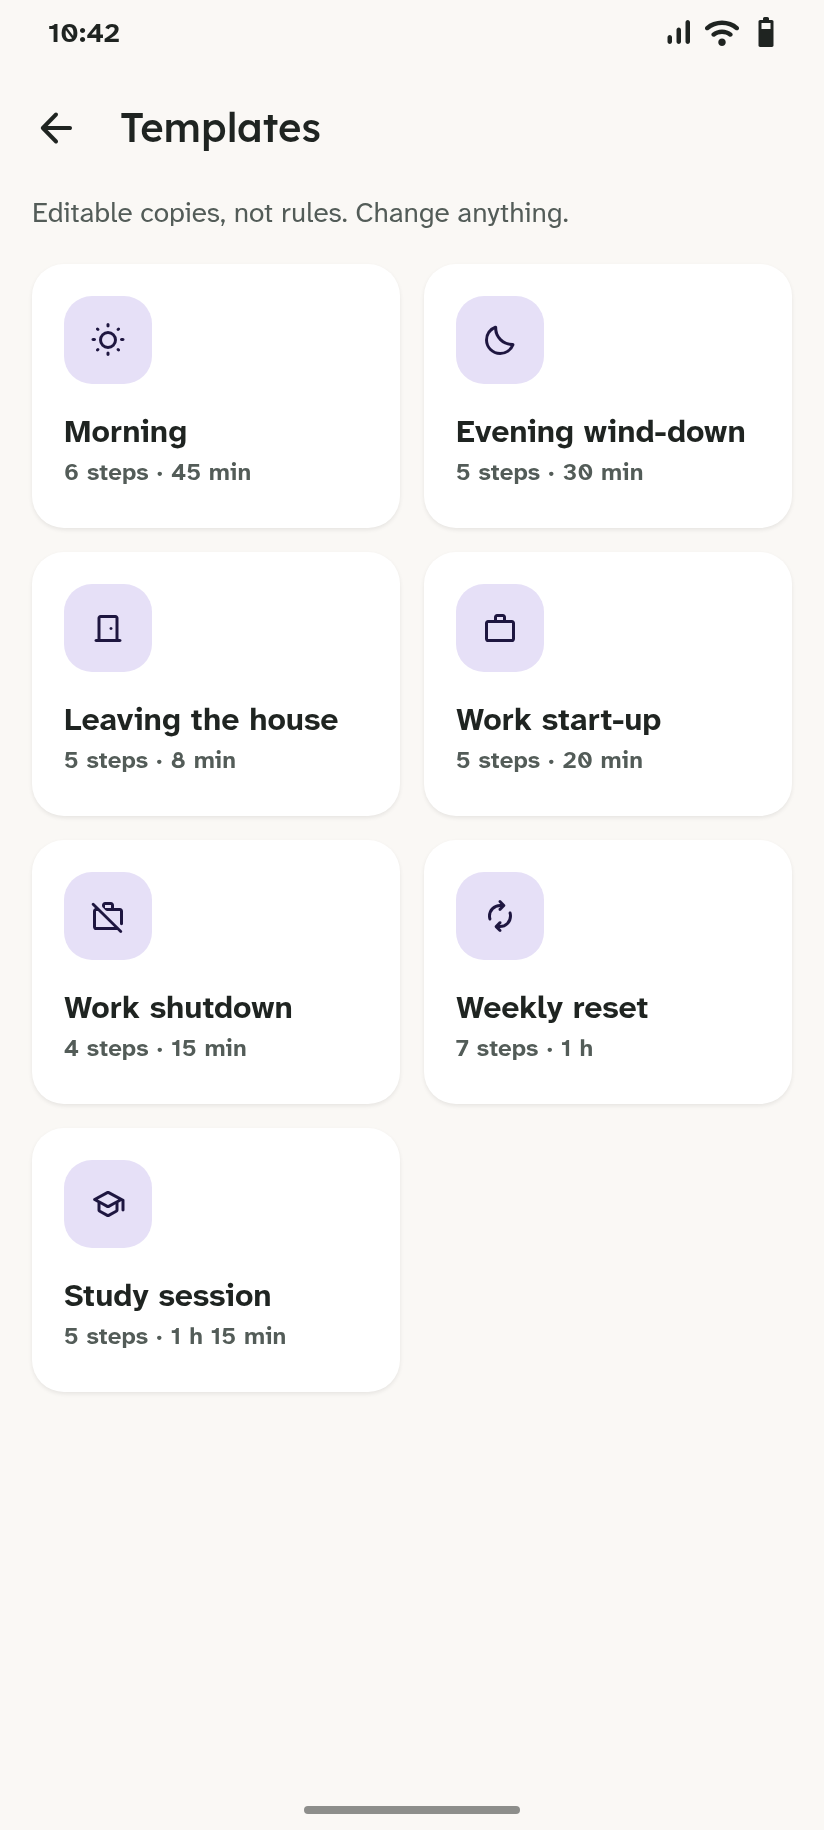 10:42
Templates
Editable copies, not rules. Change anything.
Morning
6 steps · 45 min
Evening wind-down
5 steps · 30 min
Leaving the house
5 steps · 8 min
Work start-up
5 steps · 20 min
Work shutdown
4 steps · 15 min
Weekly reset
7 steps · 1 h
Study session
5 steps · 1 h 15 min